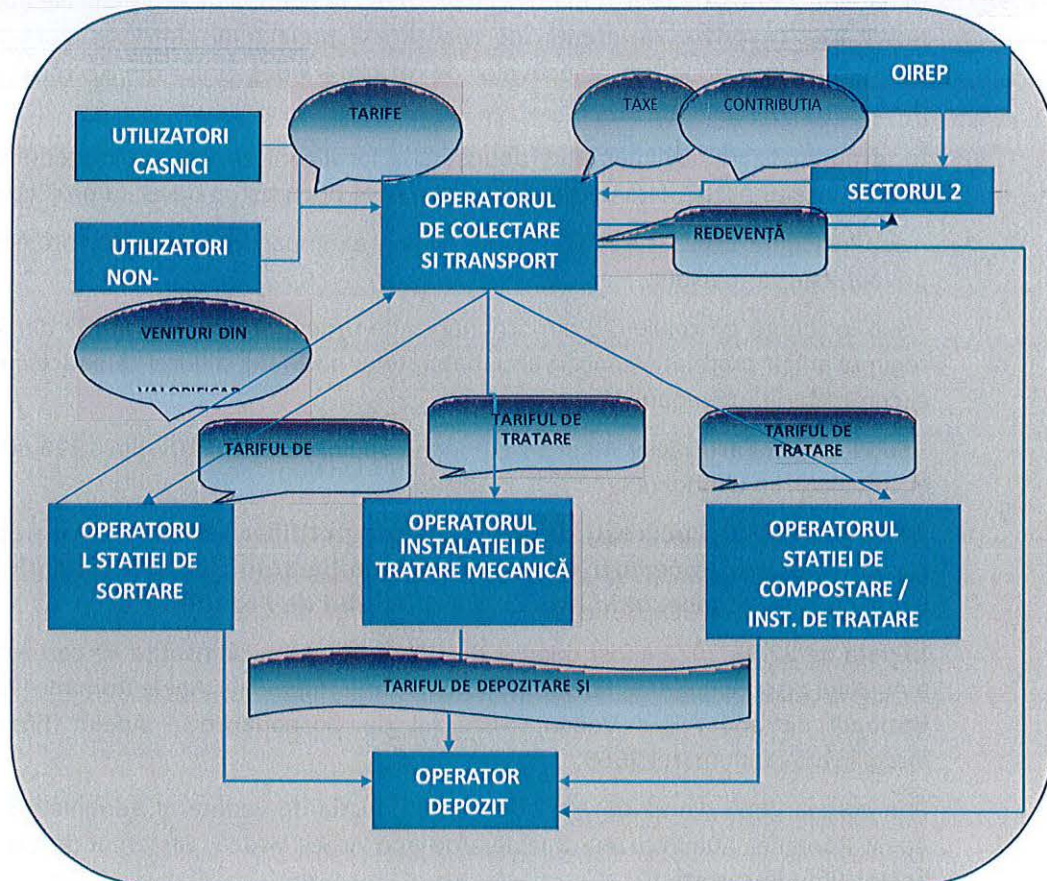 OIREP
TARIFE
TAXE
CONTRIBUTIA
UTILIZATORI
CASNICI
SECTORUL 2
OPERATORUL
DE COLECTARE
SI TRANSPORT
REDEVENȚĂ
UTILIZATORI
NON-
VENITURI DIN
TARIFUL DE
TARIFUL DE
TRATARE
TARIFUL DE
TRATARE
OPERATORU
L STATIEI DE
SORTARE
OPERATORUL
INSTALATIEI DE
TRATARE MECANICĂ
OPERATORUL
STATIEI DE
COMPOSTARE /
INST. DE TRATARE
TARIFUL DE DEPOZITARE ȘI
OPERATOR
DEPOZIT